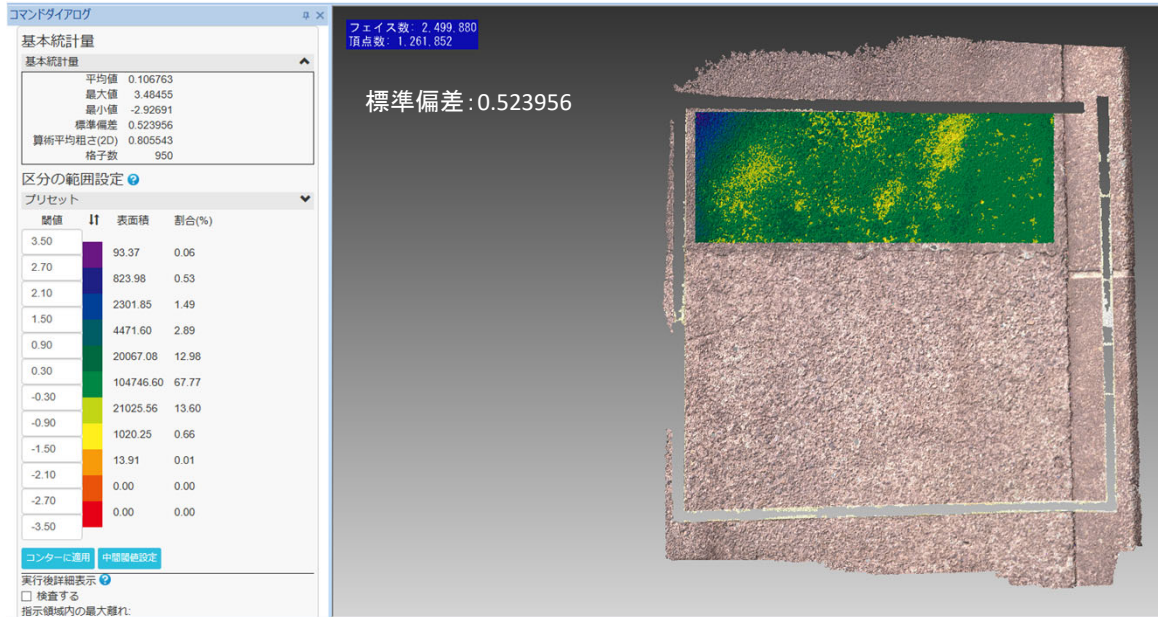 コマンドダイアログ
基本統計量
基本統計量
平均値 0.106763
最大値 3.48455
最小値 -2.92691
標準偏差 0.523956
算術平均粗さ(2D) 0.805543
格子数 950
区分の範囲設定
プリセット
閾値 表面積 割合(%)
3.50
93.37 0.06
2.70
823.98 0.53
2.10
2301.85 1.49
1.50
4471.60 2.89
0.90
20067.08 12.98
0.30
104746.60 67.77
-0.30
21025.56 13.60
-0.90
1020.25 0.66
-1.50
13.91 0.01
-2.10
0.00 0.00
-2.70
0.00 0.00
-3.50
コンターに適用 中間閾値設定
実行後詳細表示
検査する
指示領域内の最大離れ:
フェイス数: 2,499,880
頂点数: 1,261,852
標準偏差:0.523956